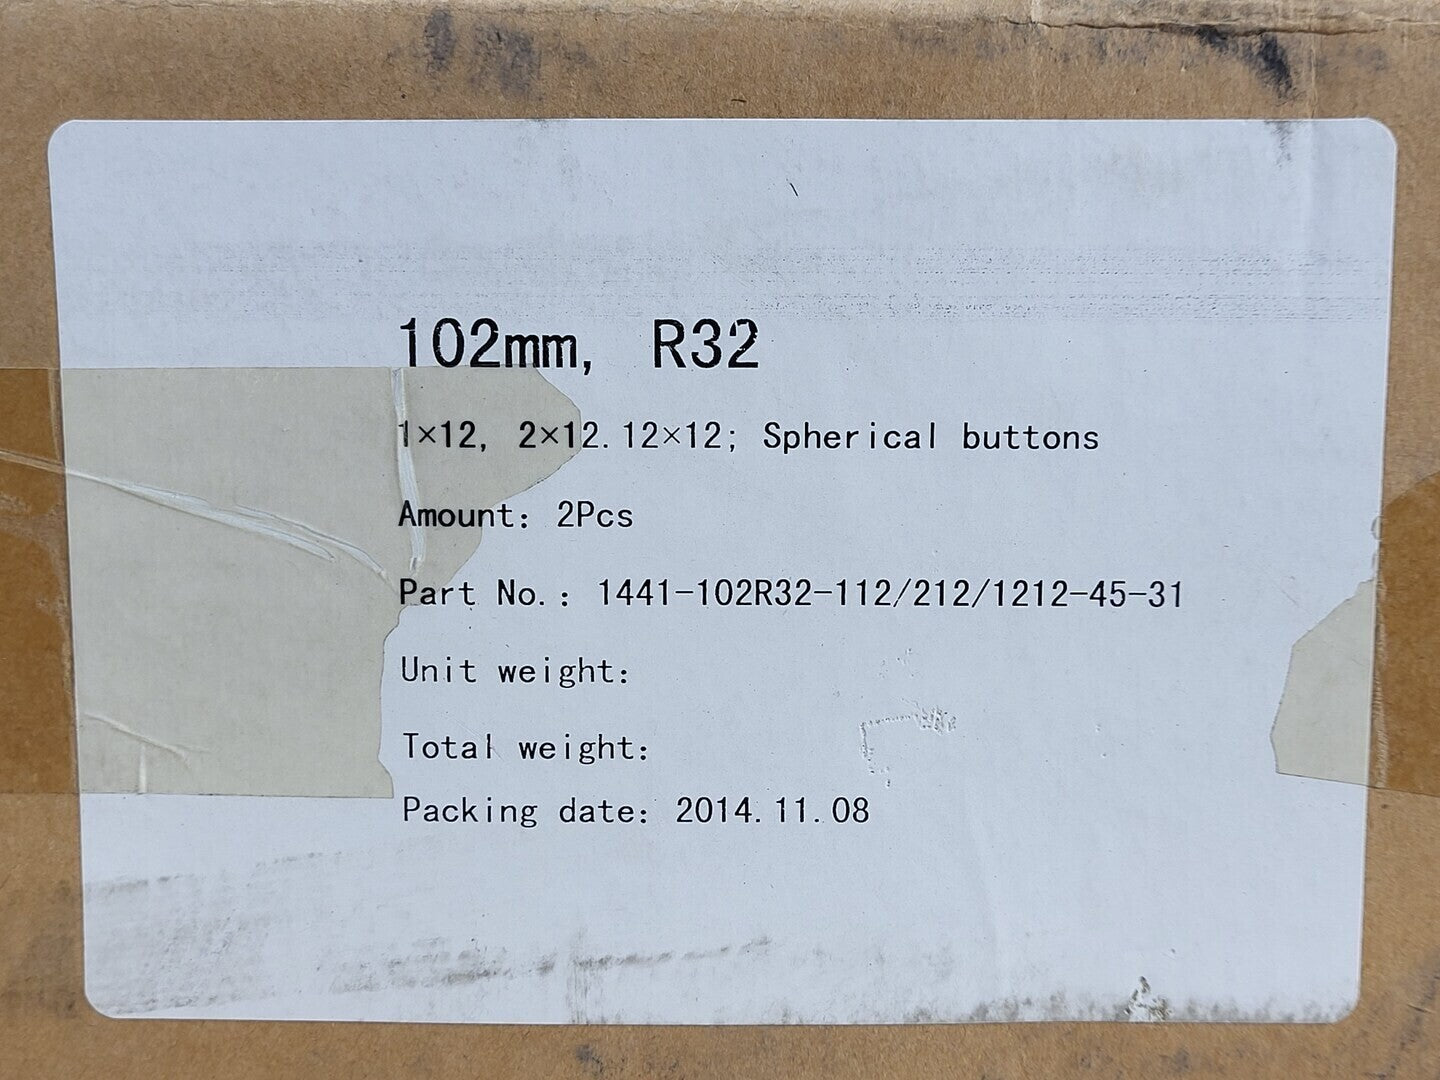 102mm, R32
1×12, 2×12.12×12; Spherical buttons
Amount: 2Pcs
Part No.: 1441-102R32-112/212/1212-45-31
Unit weight:
Total weight:
Packing date: 2014.11.08